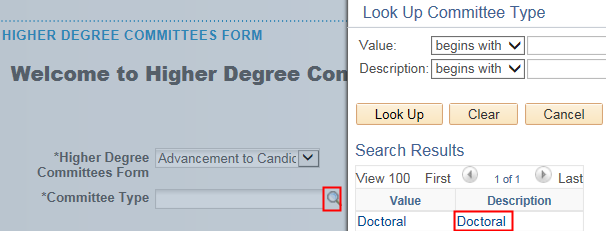 HIGHER DEGREE COMMITTEES FORM
Welcome to Higher Degree Con
*Higher Degree
Committees Form
Advancement to Candic
*Committee Type
Look Up Committee Type
Value: begins with
Description: begins with
Look Up Clear Cancel
Search Results
View 100 First 1 of 1 Last
Value Description
Doctoral Doctoral